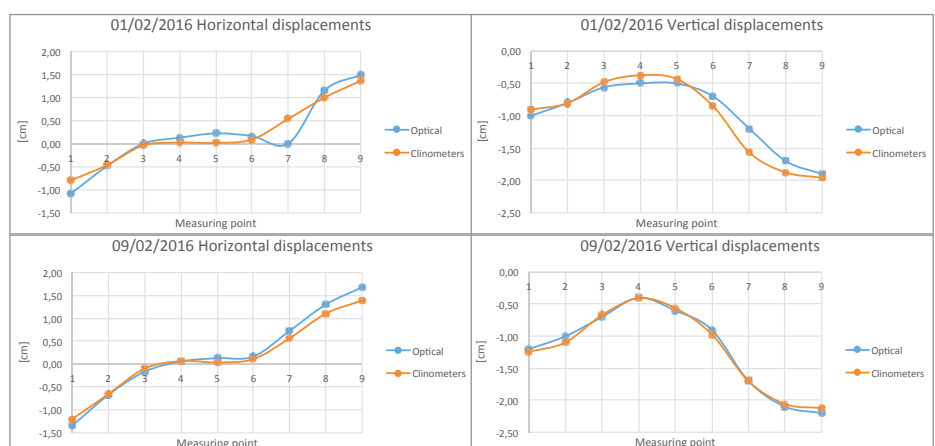 01/02/2016 Horizontal displacements
2,00
1,50
1,00
0,50
0,00
-0,50
-1,00
-1,50
[cm]
1 2 3 4 5 6 7 8 9
Measuring point
Optical
Clinometers
01/02/2016 Vertical displacements
0,00
-0,50
-1,00
-1,50
-2,00
-2,50
[cm]
1 2 3 4 5 6 7 8 9
Measuring point
Optical
Clinometers
09/02/2016 Horizontal displacements
2,00
1,50
1,00
0,50
0,00
-0,50
-1,00
-1,50
[cm]
1 2 3 4 5 6 7 8 9
Measuring point
Optical
Clinometers
09/02/2016 Vertical displacements
0,00
-0,50
-1,00
-1,50
-2,00
-2,50
[cm]
1 2 3 4 5 6 7 8 9
Measuring point
Optical
Clinometers